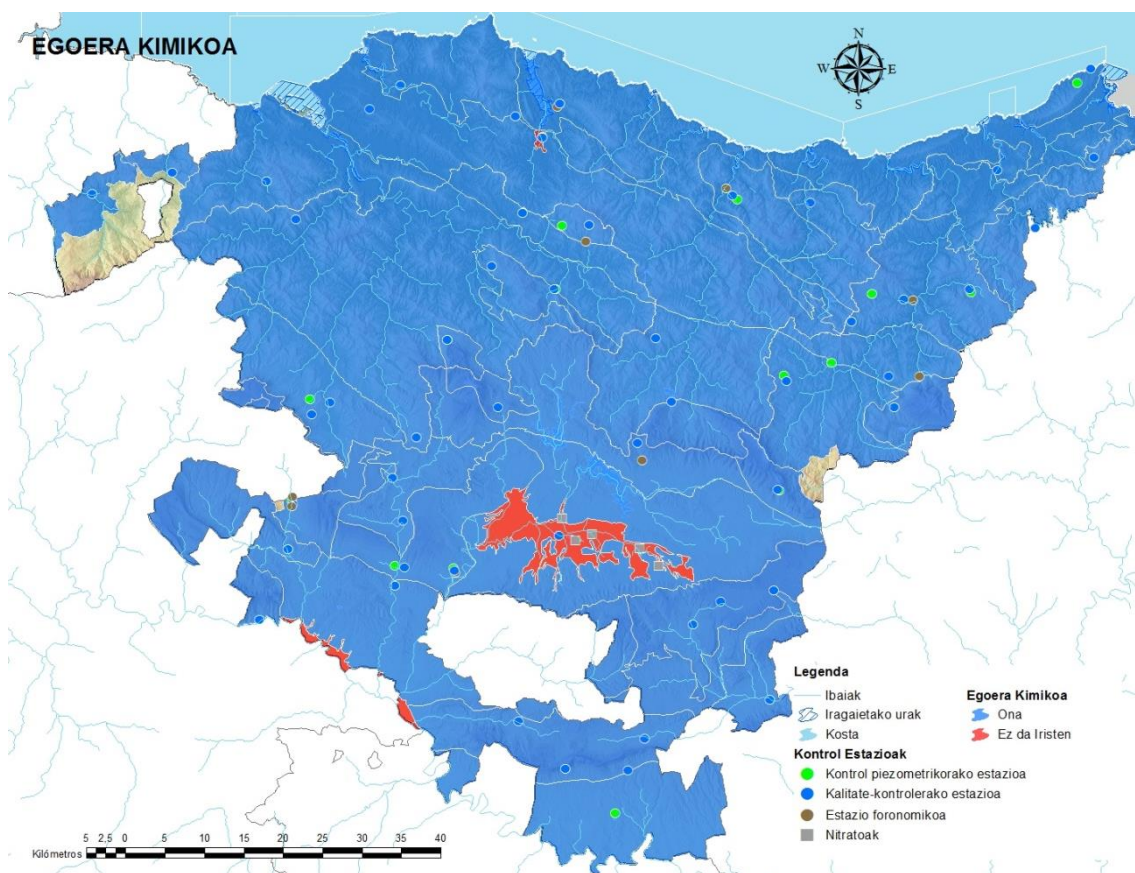 EGOERA KIMIKOA
N
W E
S
Legenda
Ibaiak
Iragaietako urak
Kosta
Kontrol Estazioak
Kontrol piezometrikorako estazioa
Kalitate-kontrolerako estazioa
Estazio foronomikoa
Nitratoak
Egoera Kimikoa
Ona
Ez da Iristen
5 2,5 0 5 10 15 20 25 30 35 40
Kilómetros